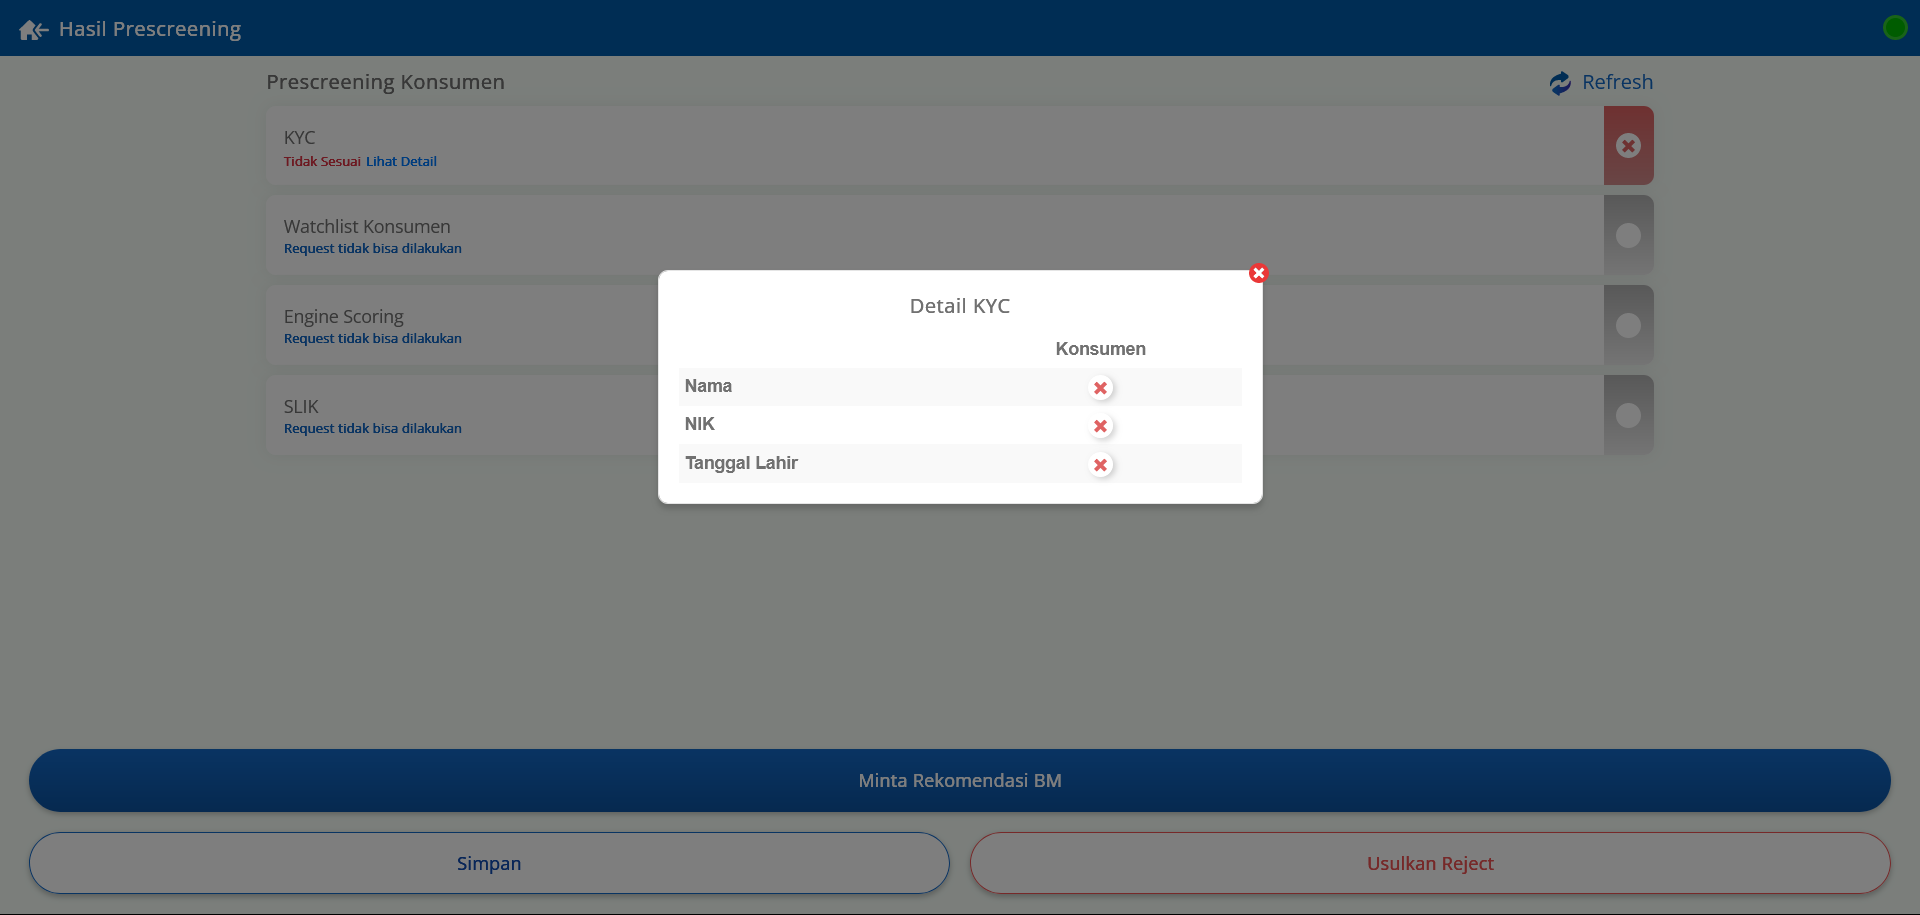 Hasil Prescreening
Prescreening Konsumen
Refresh
KYC
Tidak Sesuai Lihat Detail
Watchlist Konsumen
Request tidak bisa dilakukan
Engine Scoring
Request tidak bisa dilakukan
SLIK
Request tidak bisa dilakukan
Detail KYC
Konsumen
Nama
NIK
Tanggal Lahir
Minta Rekomendasi BM
Simpan
Usulkan Reject